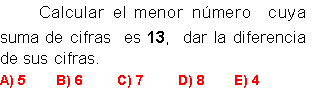 Calcular el menor número cuya
suma de cifras es 13, dar la diferencia
de sus cifras.
A) 5 B) 6 C) 7 D) 8 E) 4